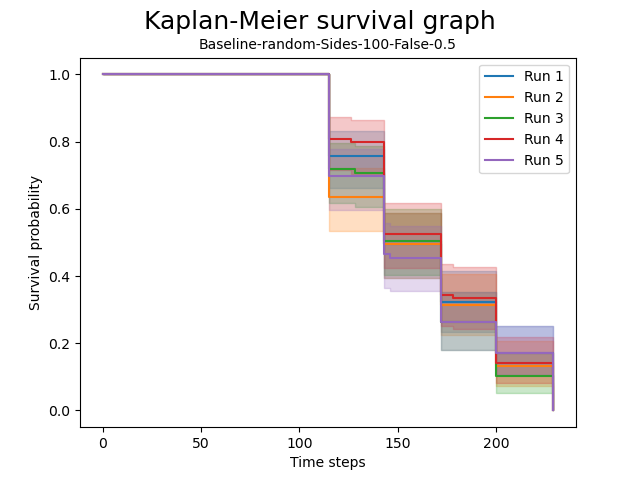 Kaplan-Meier survival graph
Baseline-random-Sides-100-False-0.5
Survival probability
1.0
0.8
0.6
0.4
0.2
0.0
Run 1
Run 2
Run 3
Run 4
Run 5
0
50
100
150
200
Time steps